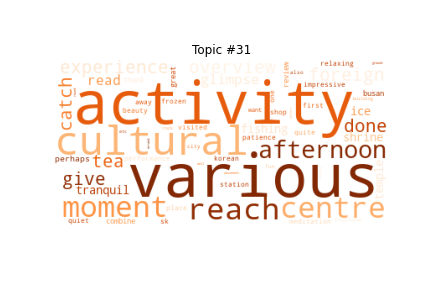 Topic #31
experience overview foreign
read great glimpse review relaxing also impressive
catch activity
away frozen beauty want shop first ice busan
cultural visited fishing patience quite done shrine
perhaps tea korean afternoon
give tranquil various station
moment reach centre
quiet combine sk place